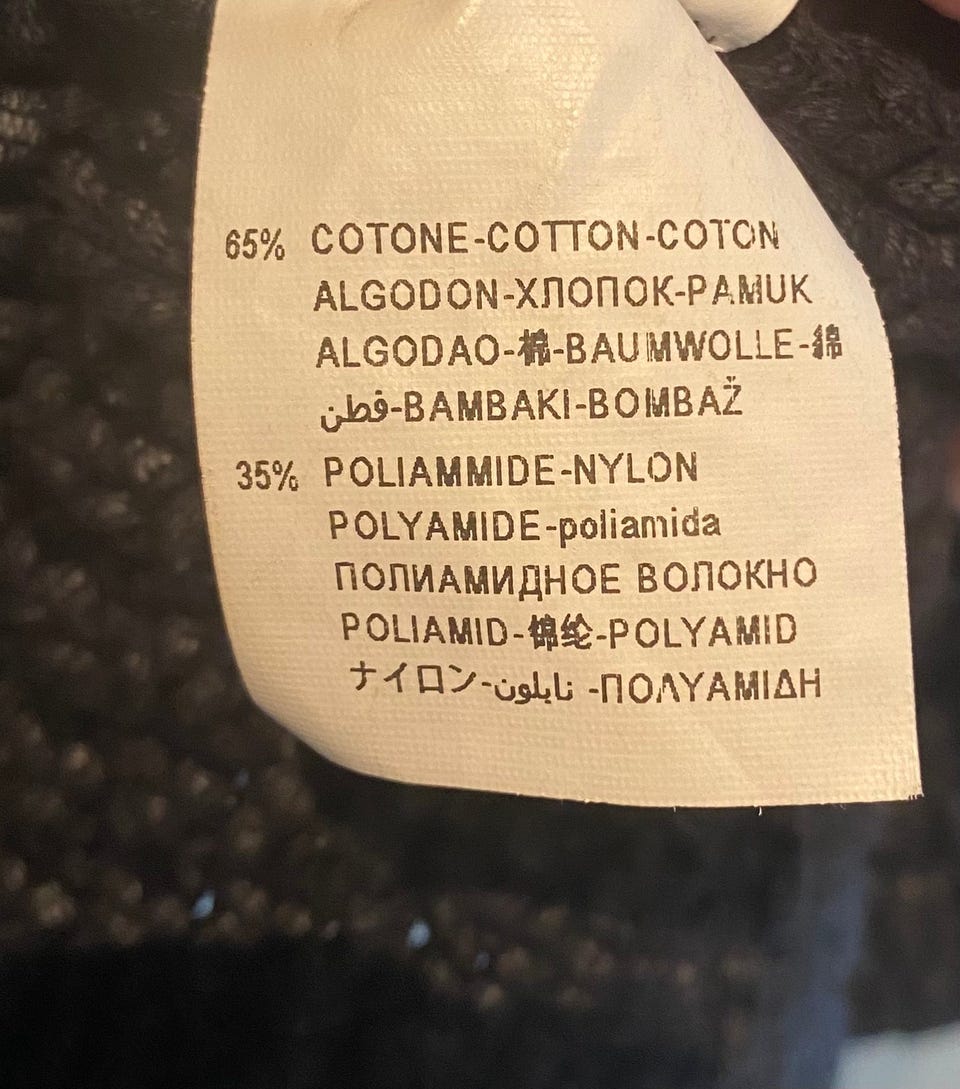 65% COTONE-COTTON-COTON
ALGODON-ХЛОПОК-PAMUK
ALGODAO-棉-BAUMWOLLE-綿
قطن-BAMBAKI-BOMBAŽ
35% POLIAMMIDE-NYLON
POLYAMIDE-poliamida
ПОЛИАМИДНОЕ ВОЛОКНО
POLIAMID-锦纶-POLYAMID
ナイロン-نايلون -ΠΟΛΥΑΜΙΔΗ